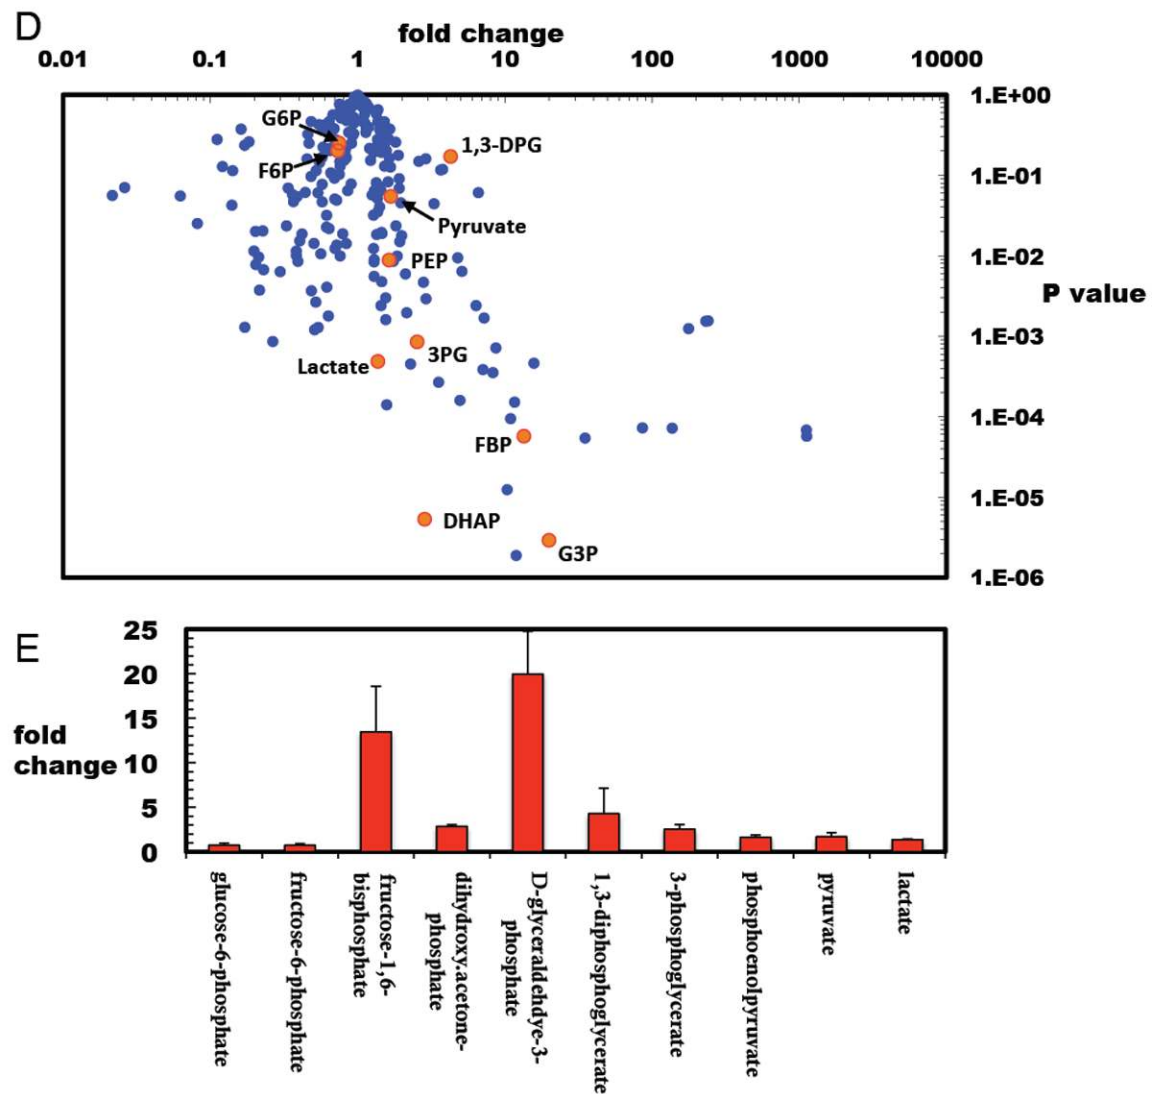 D
fold change
0.01 0.1 1 10 100 1000 10000
1.E+00
G6P
1,3-DPG
F6P
1.E-01
Pyruvate
PEP
1.E-02
P value
1.E-03
3PG
Lactate
1.E-04
FBP
1.E-05
DHAP
G3P
1.E-06
E
25
20
15
fold
change
10
5
0
glucose-6-phosphate
fructose-6-phosphate
fructose-1,6-
bisphosphate
dihydroxy.acetone-
phosphate
D-glyceraldehdye-3-
phosphate
1,3-diphosphoglycerate
3-phosphoglycerate
phosphoenolpyruvate
pyruvate
lactate